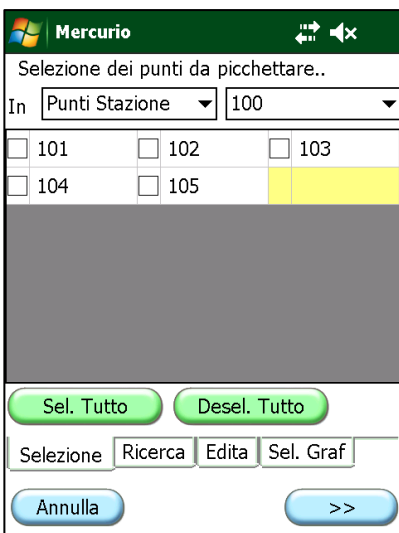 Mercurio
Selezione dei punti da picchettare..
In Punti Stazione 100
101 102 103
104 105
Sel. Tutto Desel. Tutto
Selezione Ricerca Edita Sel. Graf
Annulla >>